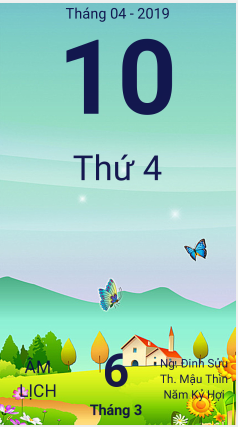 Tháng 04 - 2019
10
Thứ 4
ÂM
LỊCH
6
Tháng 3
Ng. Đinh Sửu
Th. Mậu Thìn
Năm Kỷ Hợi